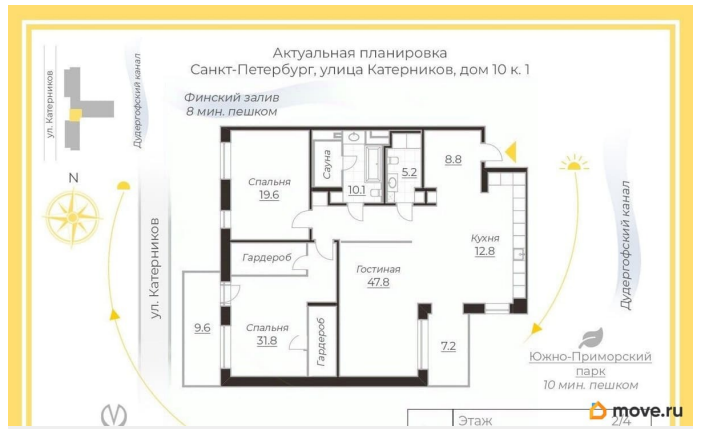 Актуальная планировка
Санкт-Петербург, улица Катерников, дом 10 к. 1
ул. Катерников
Дудергофский канал
Финский залив
8 мин. пешком
N
Спальня
19.6
Сауна
10.1
5.2
8.8
Кухня
12.8
Гардероб
Гостиная
47.8
ул. Катерников
Дудергофский канал
9.6
Спальня
31.8
Гардероб
7.2
Южно-Приморский
парк
10 мин. пешком
Этаж
2/4
move.ru